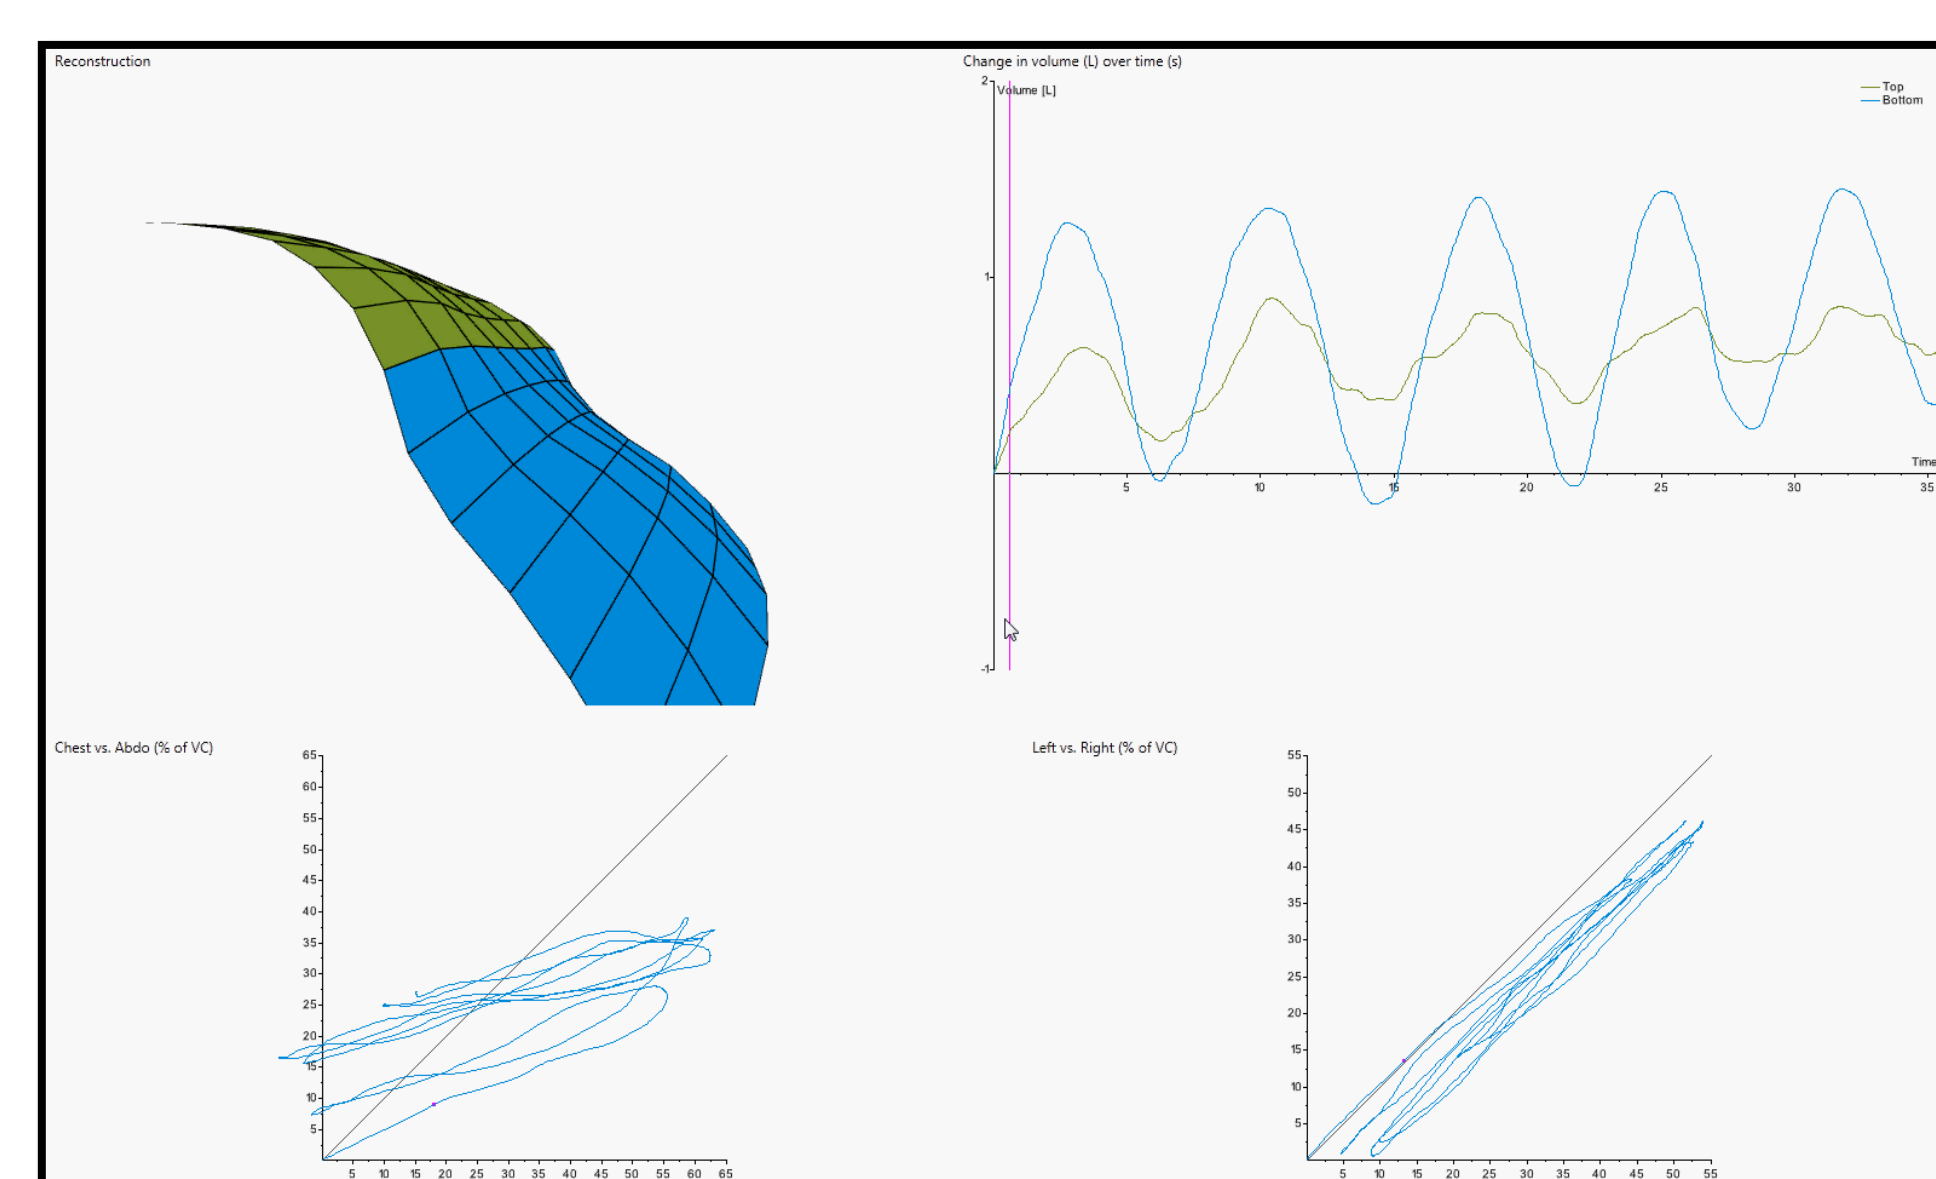 Reconstruction
Change in volume (L) over time (s)
2
Volume [L]
Top
Bottom
1
Time
5 10 15 20 25 30 35
-1
Chest vs. Abdo (% of VC)
65
60
55
50
45
40
35
30
25
20
15
10
5
5 10 15 20 25 30 35 40 45 50 55 60 65
Left vs. Right (% of VC)
55
50
45
40
35
30
25
20
15
10
5
5 10 15 20 25 30 35 40 45 50 55